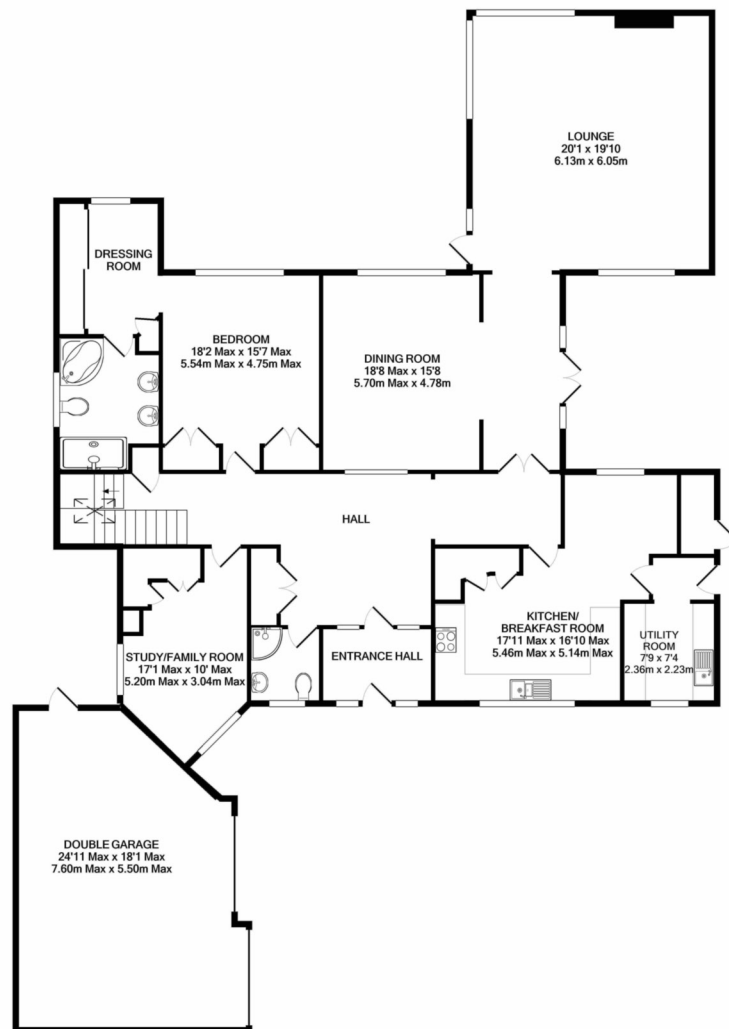 LOUNGE
20'1 x 19'10
6.13m x 6.05m
DRESSING
ROOM
BEDROOM
18'2 Max x 15'7 Max
5.54m Max x 4.75m Max
DINING ROOM
18'8 Max x 15'8
5.70m Max x 4.78m
HALL
KITCHEN/
BREAKFAST ROOM
17'11 Max x 16'10 Max
5.46m Max x 5.14m Max
UTILITY
ROOM
7'9 x 7'4
2.36m x 2.23m
STUDY/FAMILY ROOM
17'1 Max x 10' Max
5.20m Max x 3.04m Max
ENTRANCE HALL
DOUBLE GARAGE
24'11 Max x 18'1 Max
7.60m Max x 5.50m Max